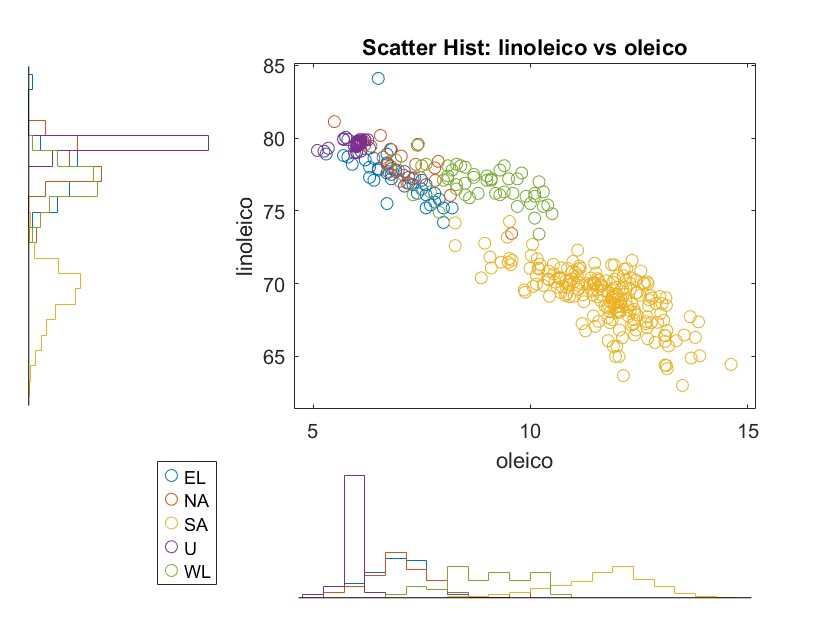 Scatter Hist: linoleico vs oleico
85
80
75
70
65
linoleico
5 10 15
oleico
EL
NA
SA
U
WL